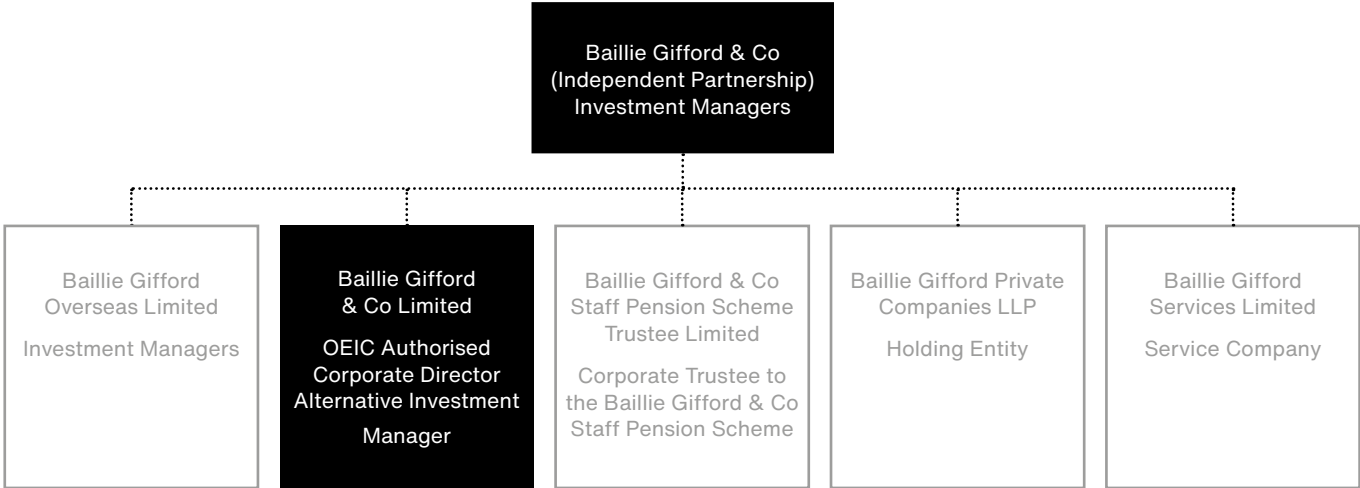 Baillie Gifford & Co
(Independent Partnership)
Investment Managers
Baillie Gifford
Overseas Limited
Investment Managers
Baillie Gifford
& Co Limited
OEIC Authorised
Corporate Director
Alternative Investment
Manager
Baillie Gifford & Co
Staff Pension Scheme
Trustee Limited
Corporate Trustee to
the Baillie Gifford & Co
Staff Pension Scheme
Baillie Gifford Private
Companies LLP
Holding Entity
Baillie Gifford
Services Limited
Service Company